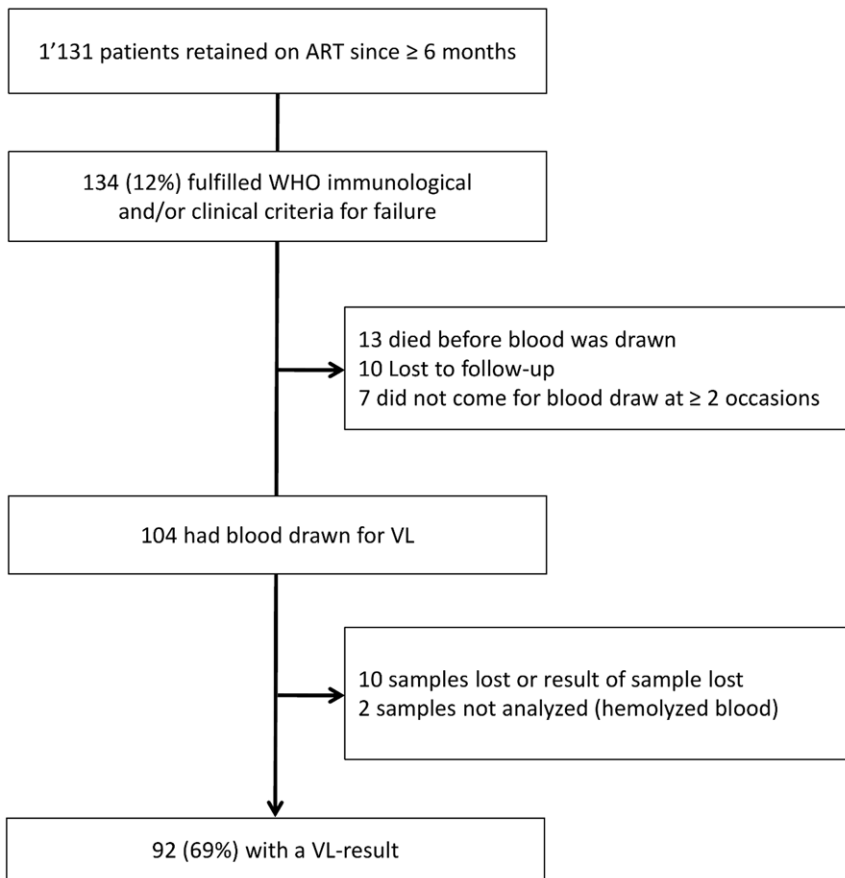 1’131 patients retained on ART since ≥ 6 months
134 (12%) fulfilled WHO immunological
and/or clinical criteria for failure
13 died before blood was drawn
10 Lost to follow-up
7 did not come for blood draw at ≥ 2 occasions
104 had blood drawn for VL
10 samples lost or result of sample lost
2 samples not analyzed (hemolyzed blood)
92 (69%) with a VL-result